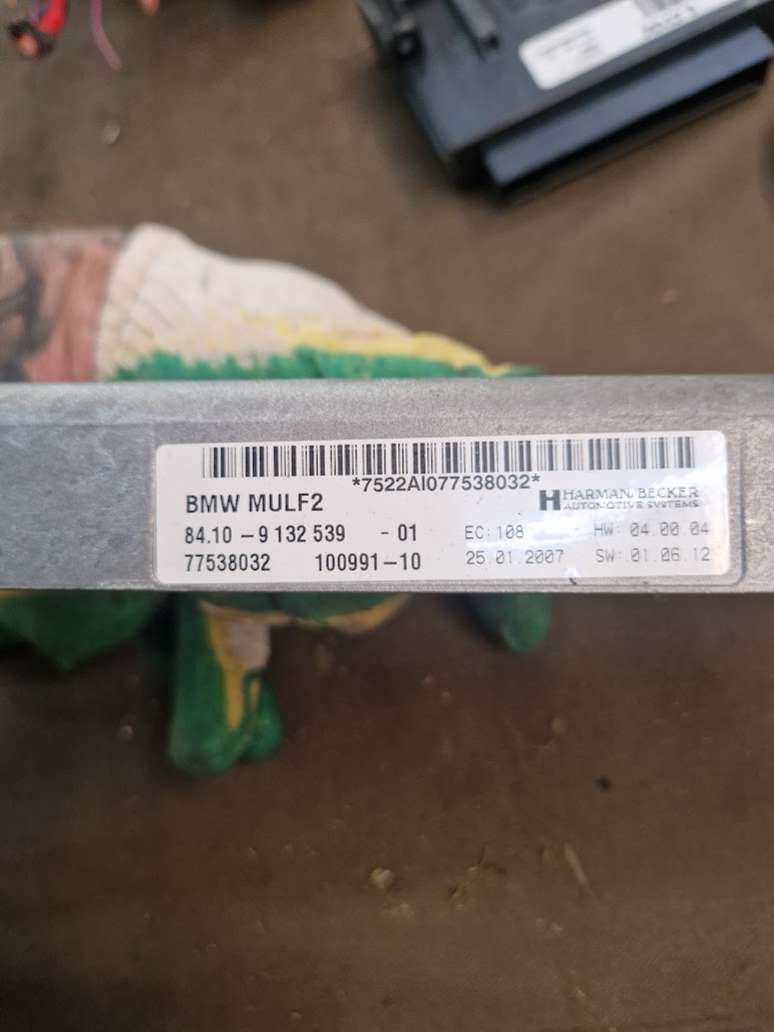 *7522AI077538032*
BMW MULF2
HARMAN/BECKER
AUTOMOTIVE SYSTEMS
84.10 – 9 132 539 - 01 EC: 108 HW: 04.00.04
77538032 100991–10 25.01.2007 SW: 01.06.12